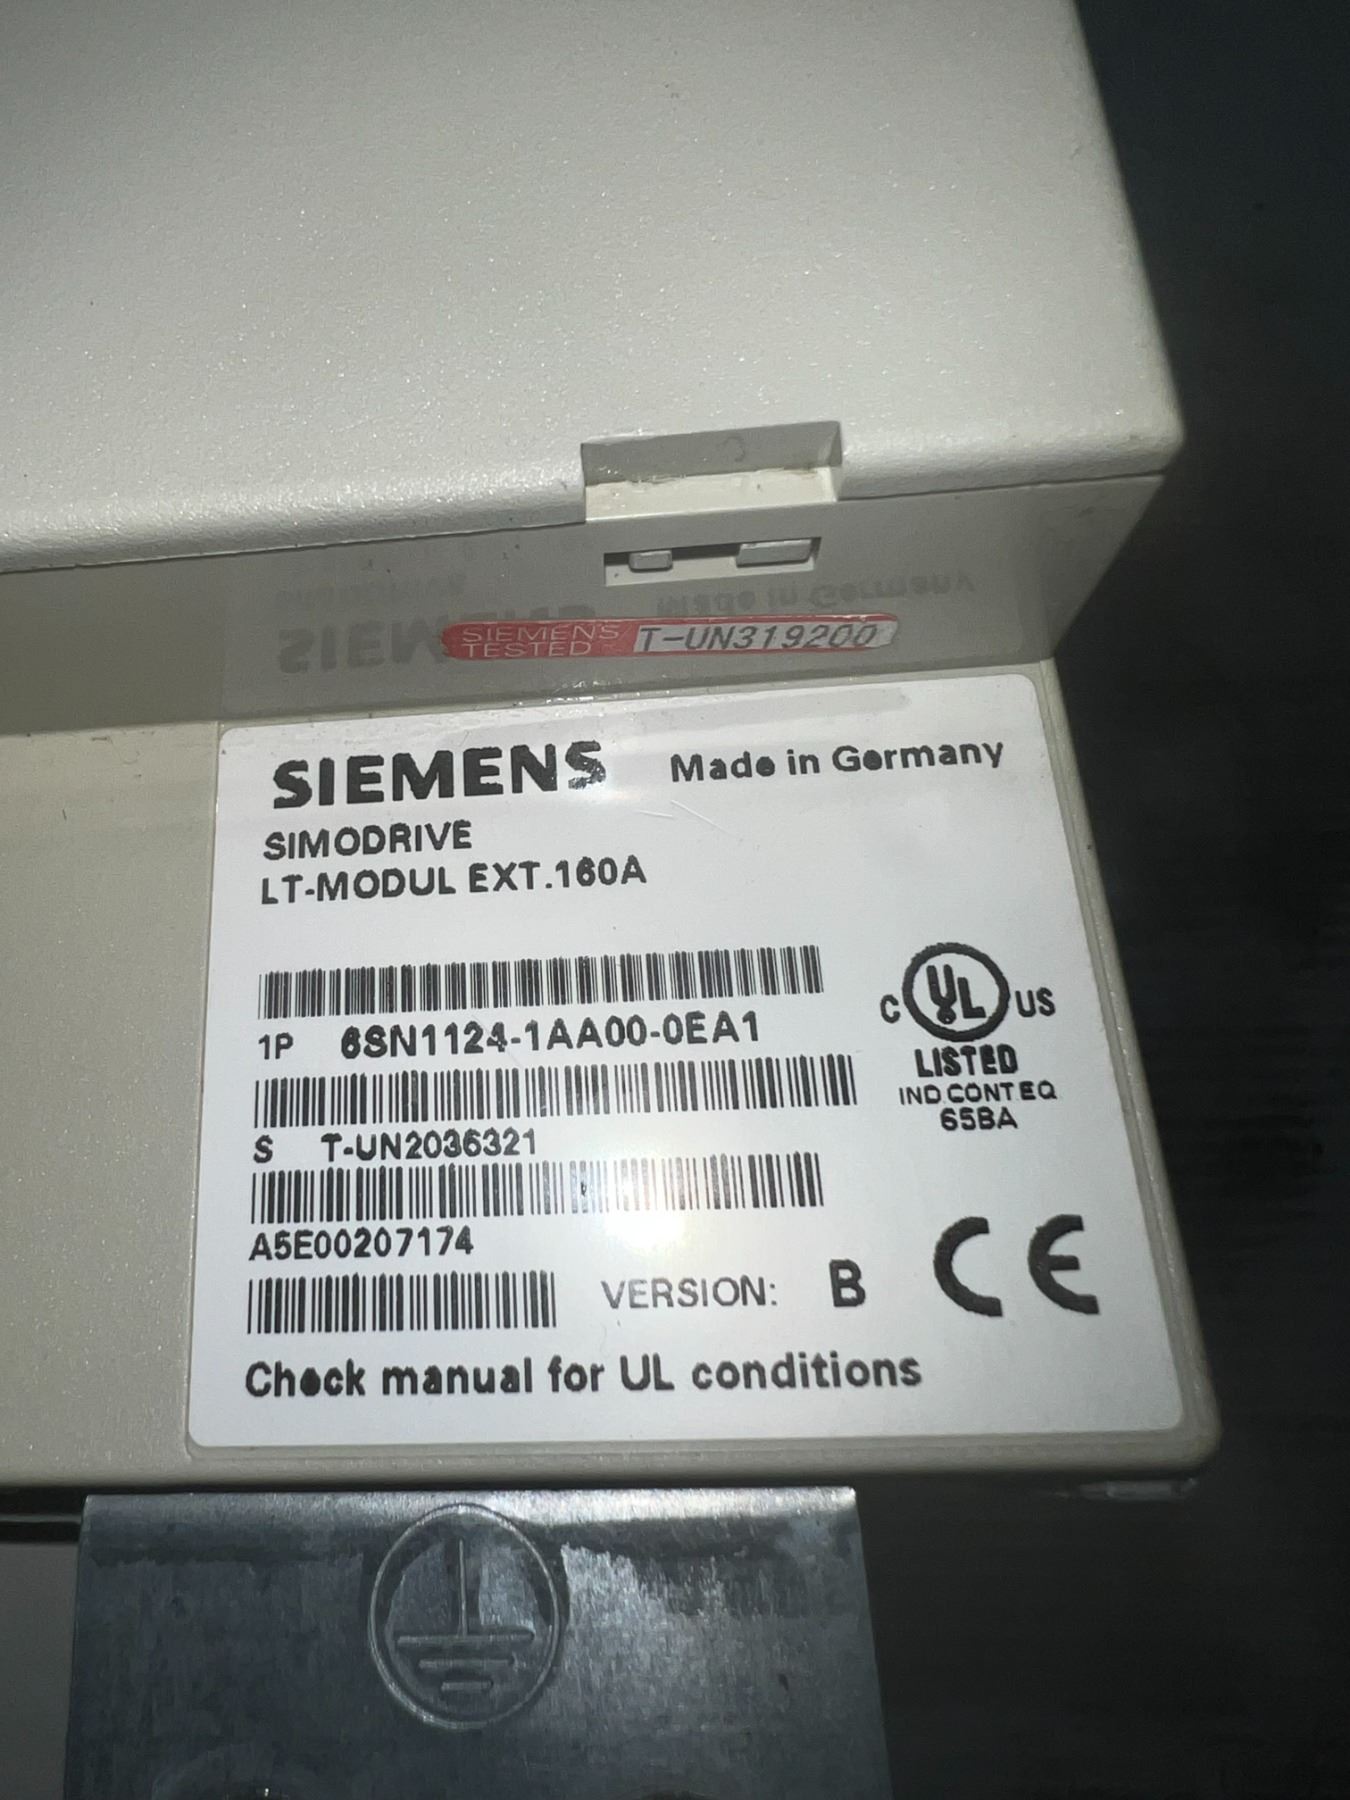 SIEMENS
TESTED
T-UN319200
SIEMENS Made in Germany
SIMODRIVE
LT-MODUL EXT.160A
1P 6SN1124-1AA00-0EA1
S T-UN2036321
A5E00207174
VERSION: B
Check manual for UL conditions
C UL US
LISTED
IND.CONT.EQ
65BA
CE